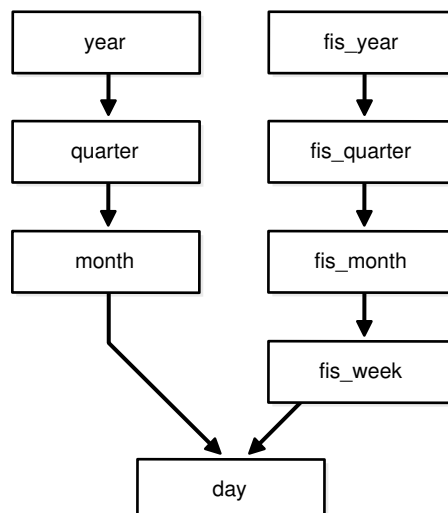 year
fis_year
quarter
fis_quarter
month
fis_month
fis_week
day